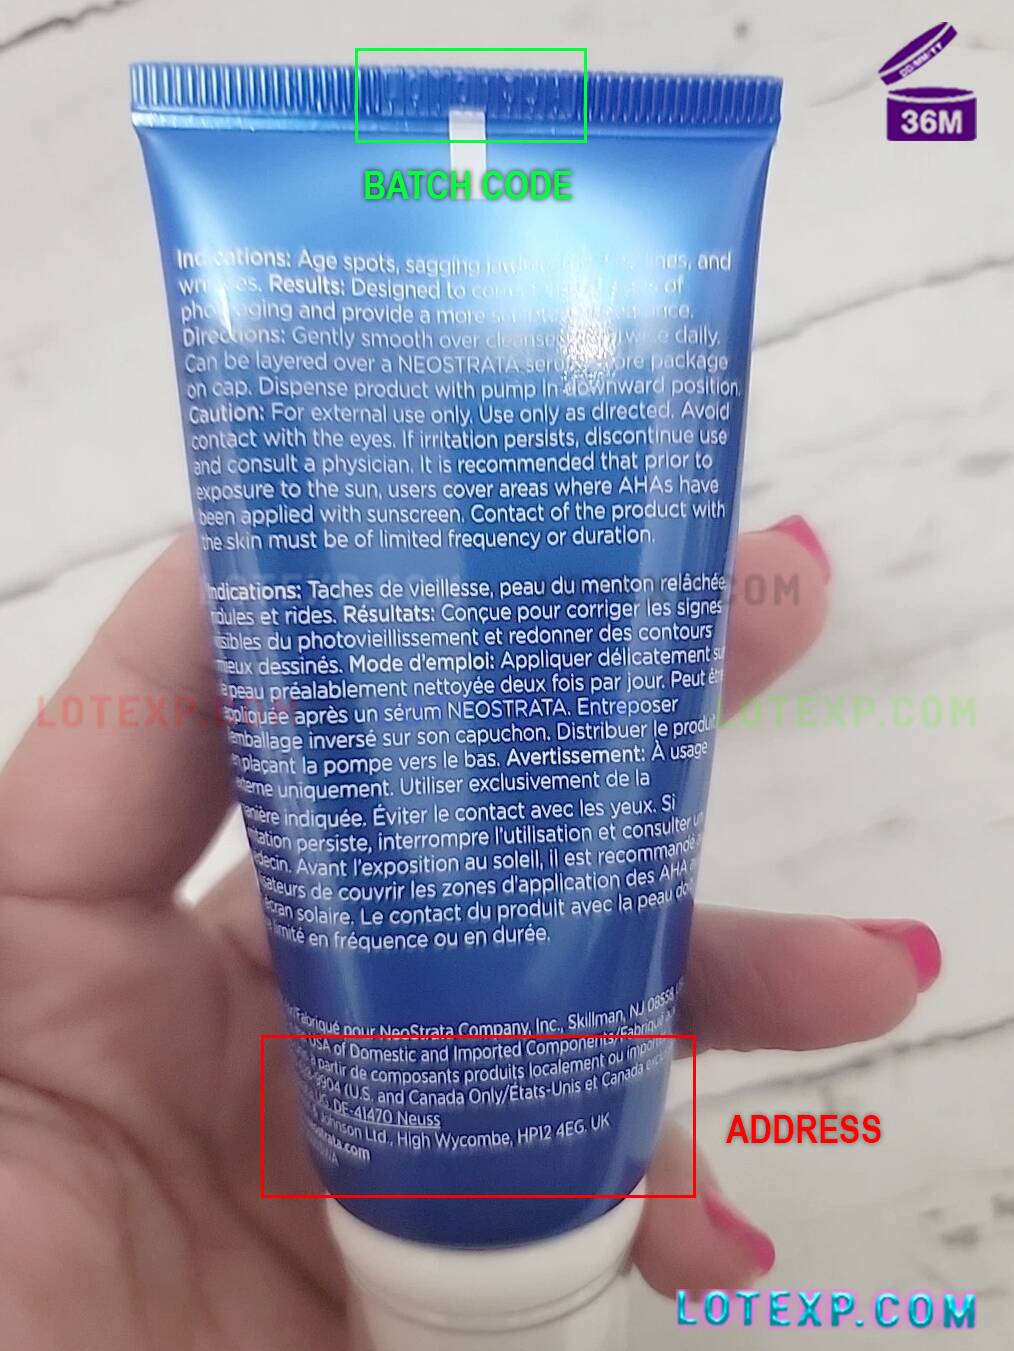 DD/MM/YY
36M
BATCH CODE
Indications: Age spots, sagging lines, and
Results: Designed to of
and provide a more
Directions: Gently smooth over daily.
Can be layered over a NEOSTRATA package
on cap. Dispense product with pump in downward position.
Caution: For external use only. Use only as directed. Avoid
contact with the eyes. If irritation persists, discontinue use
and consult a physician. It is recommended that prior to
exposure to the sun, users cover areas where AHAs have
been applied with sunscreen. Contact of the product with
the skin must be of limited frequency or duration.
Indications: Taches de vieillesse, peau du menton relâchée,
et rides. Résultats: Conçue pour corriger les signes
du photovieillissement et redonner des contours
dessinés. Mode d'emploi: Appliquer délicatement
peau préalablement nettoyée deux fois par jour. Peut
appliquée après un sérum NEOSTRATA. Entreposer
inversé sur son capuchon. Distribuer le produit
plaçant la pompe vers le bas. Avertissement: À usage
uniquement. Utiliser exclusivement de la
indiquée. Éviter le contact avec les yeux. Si
persiste, interrompre l'utilisation et consulter
Avant l'exposition au soleil, il est recommandé
de couvrir les zones d'application des AHA
solaire. Le contact du produit avec la peau
en fréquence ou en durée.
Fabriqué pour NeoStrata Company, Inc., Skillman, NJ 08558,
USA of Domestic and Imported Components/Fabriqué
à partir de composants produits localement ou
(U.S. and Canada Only/États-Unis et Canada
DE-41470 Neuss
Ltd., High Wycombe, HP12 4EG, UK
ADDRESS
LOTEXP.COM
LOTEXP.COM
LOTEXP.COM